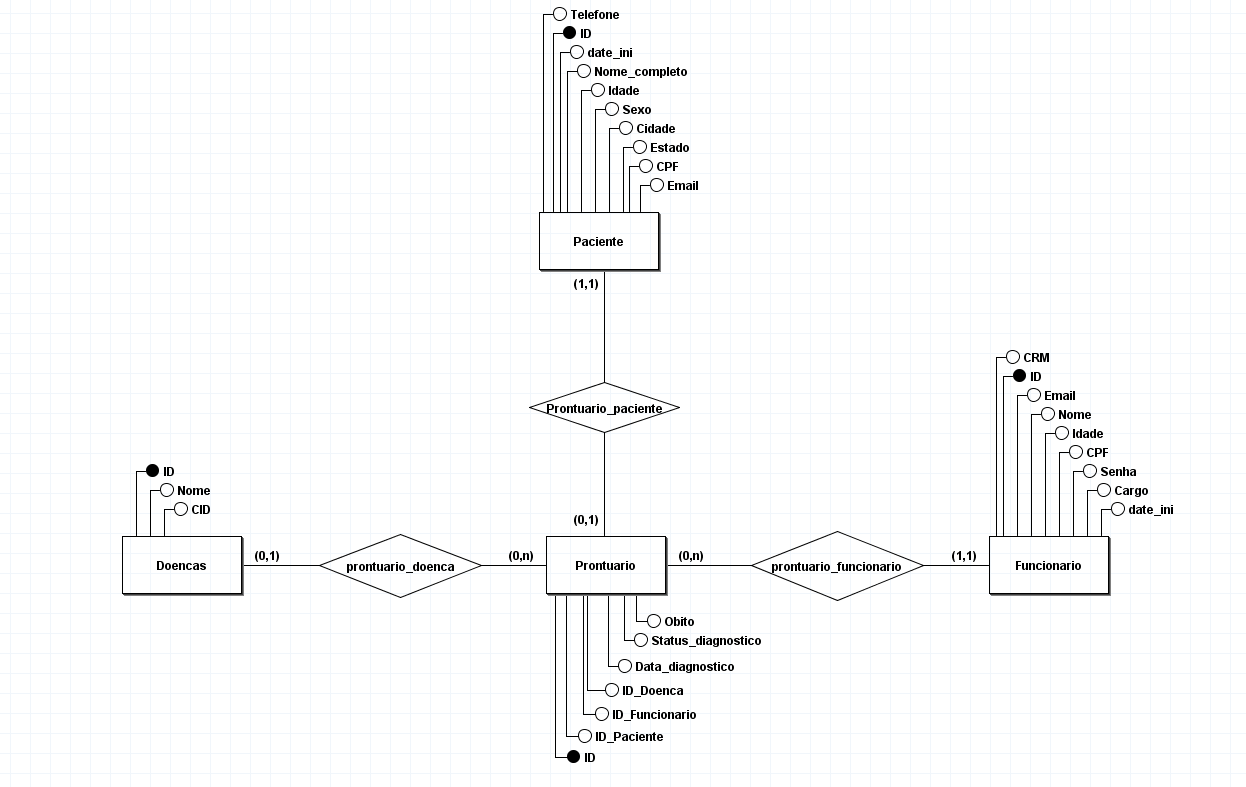 Telefone
ID
date_ini
Nome_completo
Idade
Sexo
Cidade
Estado
CPF
Email
Paciente
(1,1)
Prontuario_paciente
(0,1)
ID
Nome
CID
Doencas
(0,1)
prontuario_doenca
(0,n)
Prontuario
(0,n)
prontuario_funcionario
(1,1)
CRM
ID
Email
Nome
Idade
CPF
Senha
Cargo
date_ini
Funcionario
Obito
Status_diagnostico
Data_diagnostico
ID_Doenca
ID_Funcionario
ID_Paciente
ID